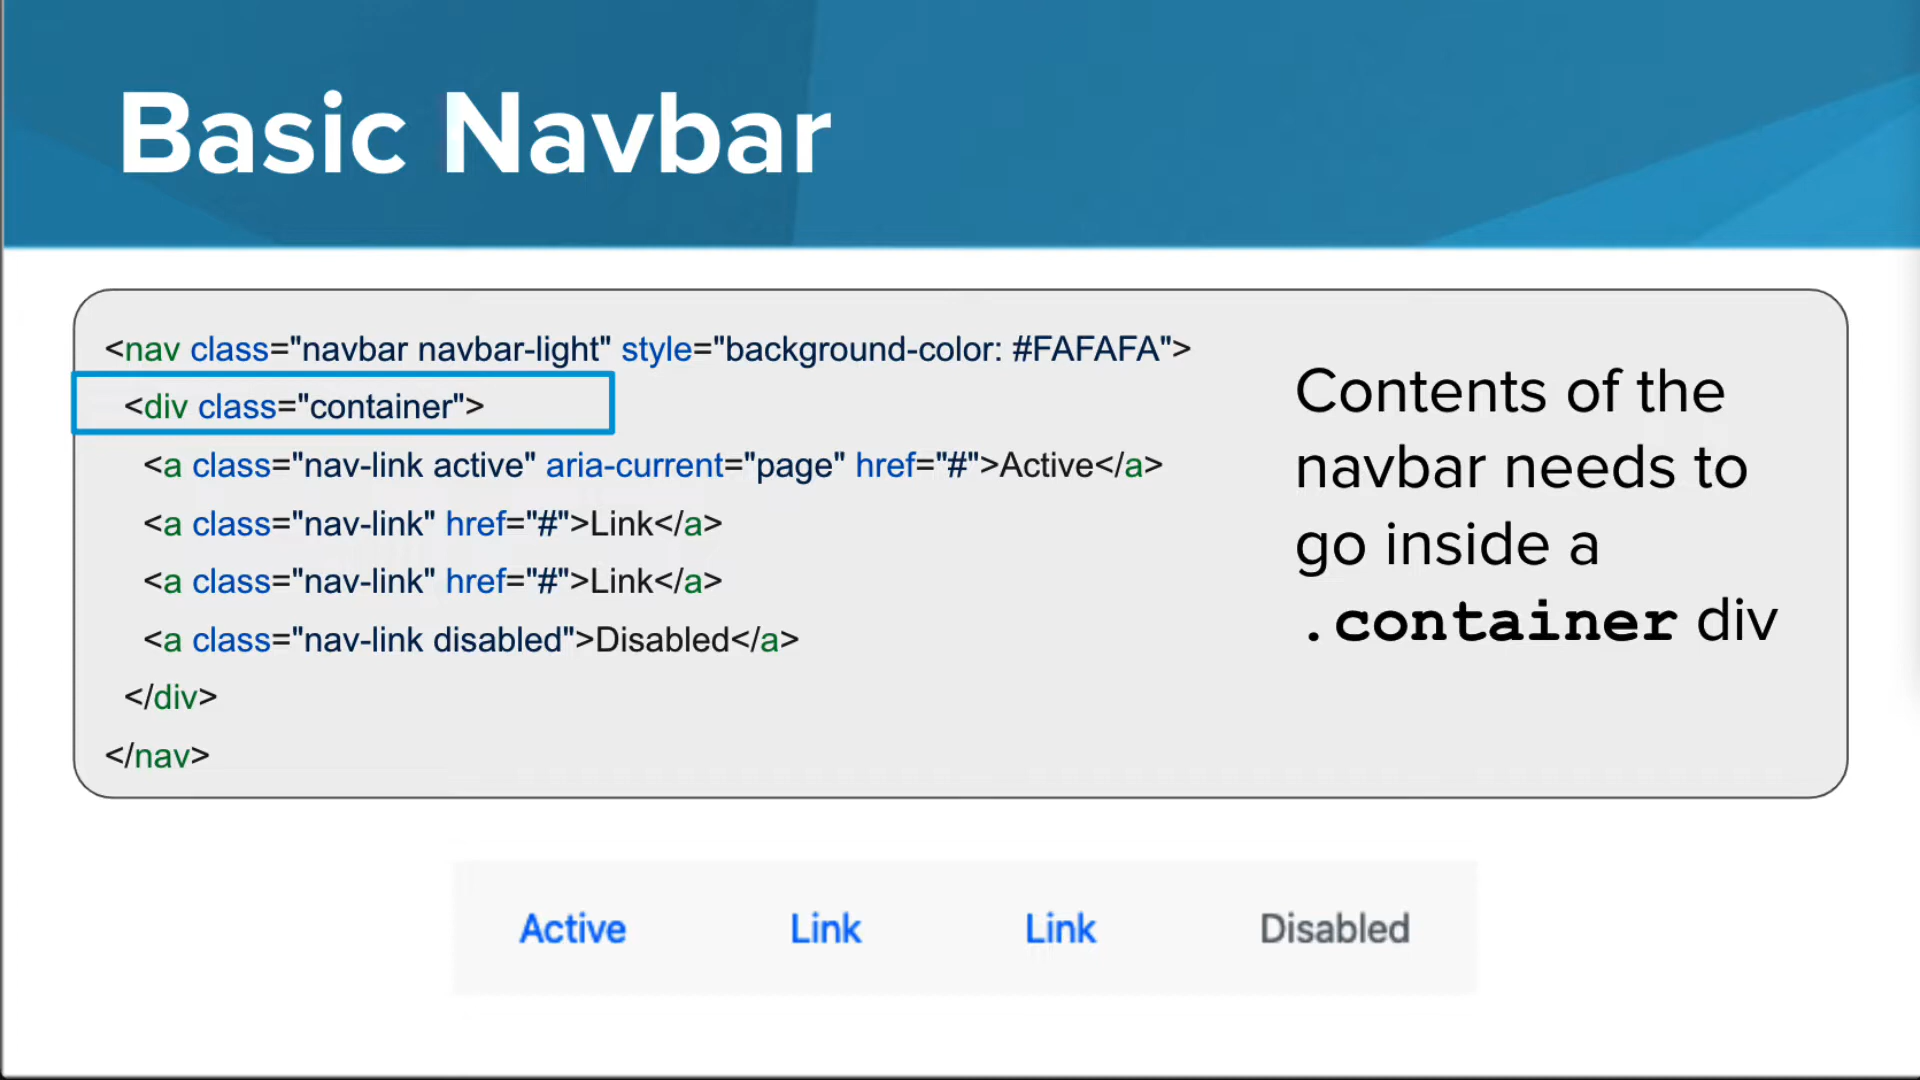 Basic Navbar
<nav class="navbar navbar-light" style="background-color: #FAFAFA">
<div class="container">
<a class="nav-link active" aria-current="page" href="#">Active</a>
<a class="nav-link" href="#">Link</a>
<a class="nav-link" href="#">Link</a>
<a class="nav-link disabled">Disabled</a>
</div>
</nav>
Contents of the
navbar needs to
go inside a
.container div
Active Link Link Disabled